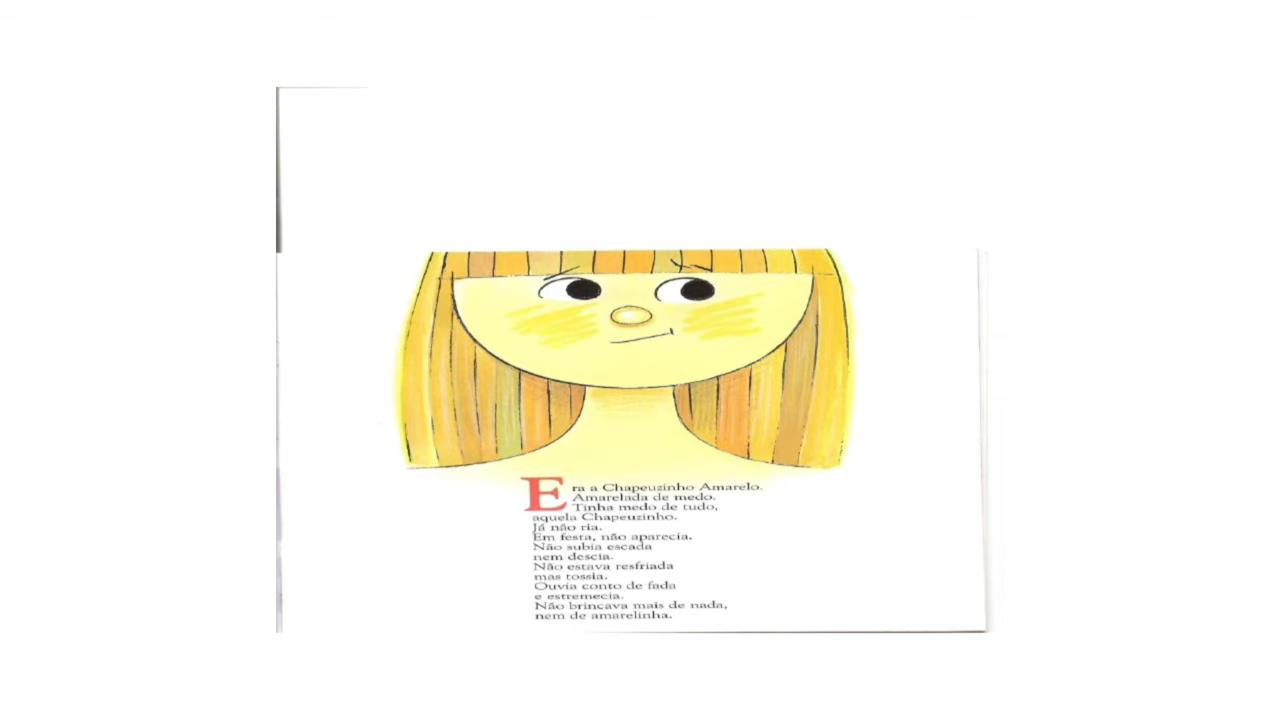 Era a Chapeuzinho Amarelo.
Amarelada de medo.
Tinha medo de tudo,
aquela Chapeuzinho.
Já não ria.
Em festa, não aparecia.
Não subia escada
nem descia.
Não estava resfriada
mas tossia.
Ouvia conto de fada
e estremecia.
Não brincava mais de nada,
nem de amarelinha.